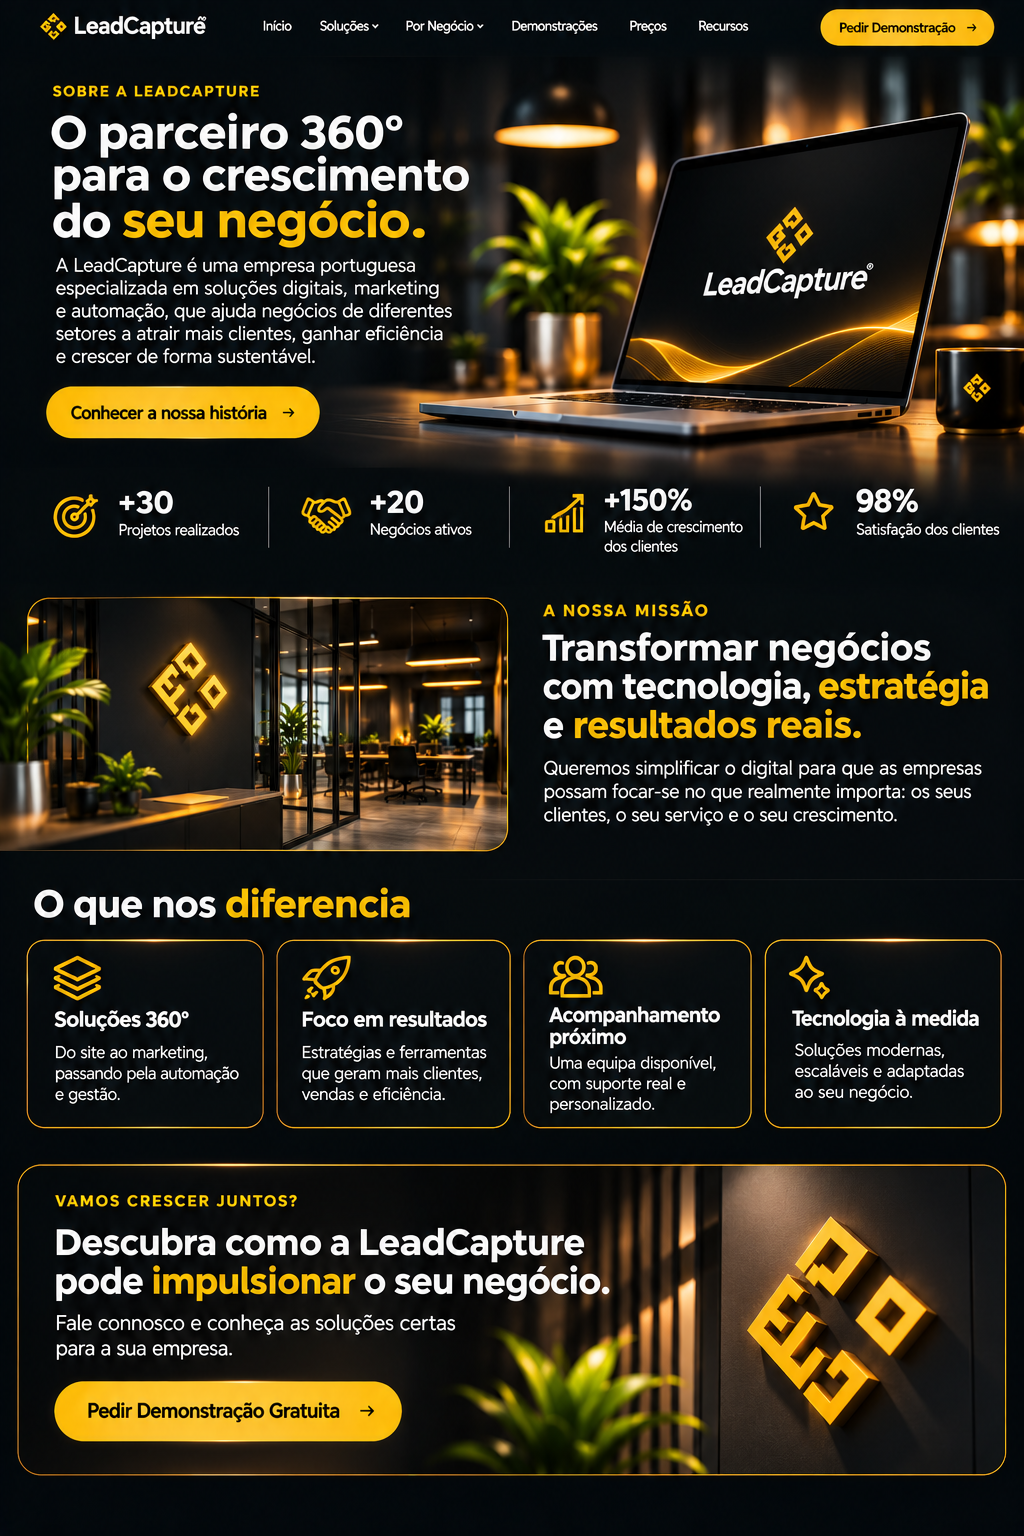 LeadCapture®
Início
Soluções
Por Negócio
Demonstrações
Preços
Recursos
Pedir Demonstração →
SOBRE A LEADCAPTURE
O parceiro 360°
para o crescimento
do seu negócio.
A LeadCapture é uma empresa portuguesa
especializada em soluções digitais, marketing
e automação, que ajuda negócios de diferentes
setores a atrair mais clientes, ganhar eficiência
e crescer de forma sustentável.
Conhecer a nossa história →
LeadCapture®
+30
Projetos realizados
+20
Negócios ativos
+150%
Média de crescimento
dos clientes
98%
Satisfação dos clientes
A NOSSA MISSÃO
Transformar negócios
com tecnologia, estratégia
e resultados reais.
Queremos simplificar o digital para que as empresas
possam focar-se no que realmente importa: os seus
clientes, o seu serviço e o seu crescimento.
O que nos diferencia
Soluções 360°
Do site ao marketing,
passando pela automação
e gestão.
Foco em resultados
Estratégias e ferramentas
que geram mais clientes,
vendas e eficiência.
Acompanhamento
próximo
Uma equipa disponível,
com suporte real e
personalizado.
Tecnologia à medida
Soluções modernas,
escaláveis e adaptadas
ao seu negócio.
VAMOS CRESCER JUNTOS?
Descubra como a LeadCapture
pode impulsionar o seu negócio.
Fale connosco e conheça as soluções certas
para a sua empresa.
Pedir Demonstração Gratuita →